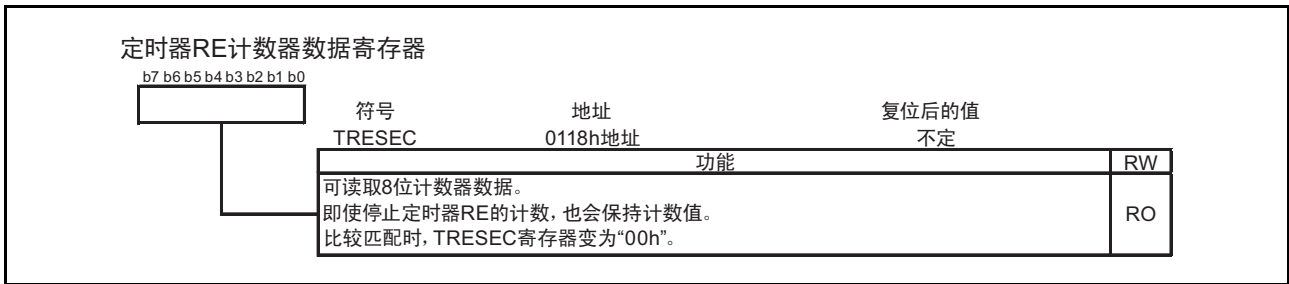 定时器RE计数器数据寄存器
b7 b6 b5 b4 b3 b2 b1 b0
符号 地址 复位后的值
TRESEC 0118h地址 不定
功能 RW
可读取8位计数器数据。
即使停止定时器RE的计数，也会保持计数值。 RO
比较匹配时，TRESEC寄存器变为“00h”。